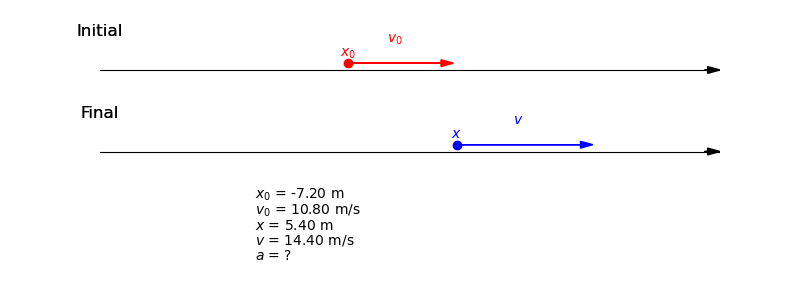 Initial
v₀
x₀
Final
v
x
x₀ = -7.20 m
v₀ = 10.80 m/s
x = 5.40 m
v = 14.40 m/s
a = ?